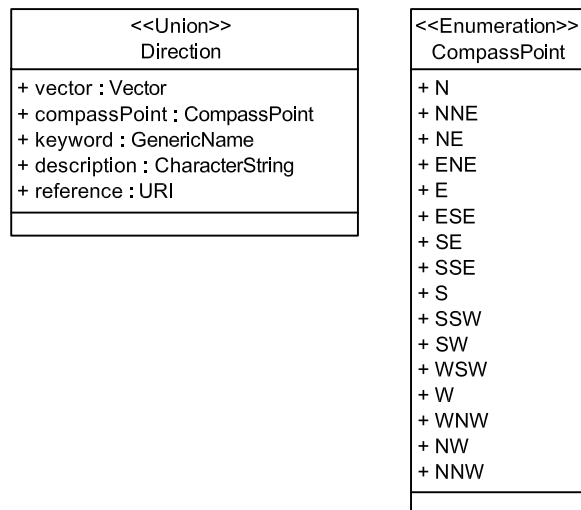 <<Union>>
Direction
+ vector : Vector
+ compassPoint : CompassPoint
+ keyword : GenericName
+ description : CharacterString
+ reference : URI
<<Enumeration>>
CompassPoint
+ N
+ NNE
+ NE
+ ENE
+ E
+ ESE
+ SE
+ SSE
+ S
+ SSW
+ SW
+ WSW
+ W
+ WNW
+ NW
+ NNW